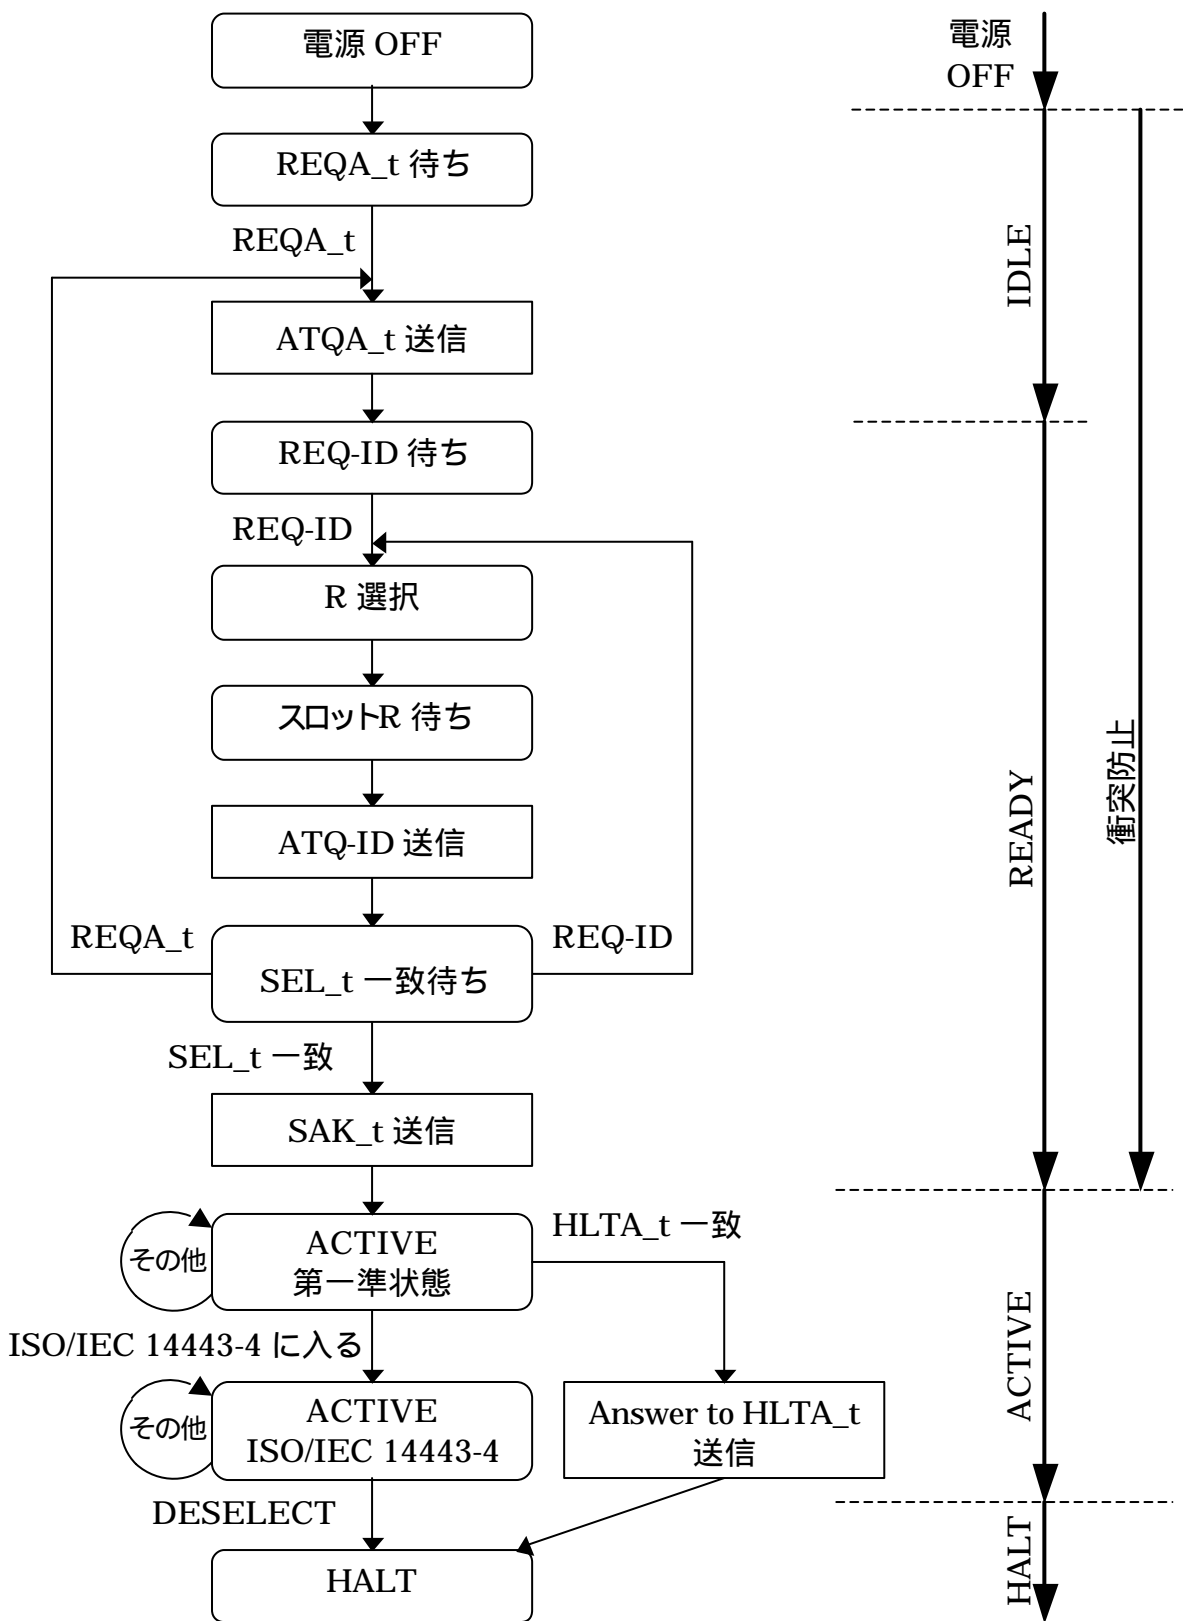 電源 OFF
電源
OFF
REQA_t 待ち
REQA_t
IDLE
ATQA_t 送信
REQ-ID 待ち
REQ-ID
R 選択
スロットR 待ち
ATQ-ID 送信
READY
衝突防止
REQA_t
REQ-ID
SEL_t 一致待ち
SEL_t 一致
SAK_t 送信
HLTA_t 一致
その他
ACTIVE
第一準状態
ISO/IEC 14443-4 に入る
ACTIVE
その他
ACTIVE
ISO/IEC 14443-4
Answer to HLTA_t
送信
DESELECT
HALT
HALT